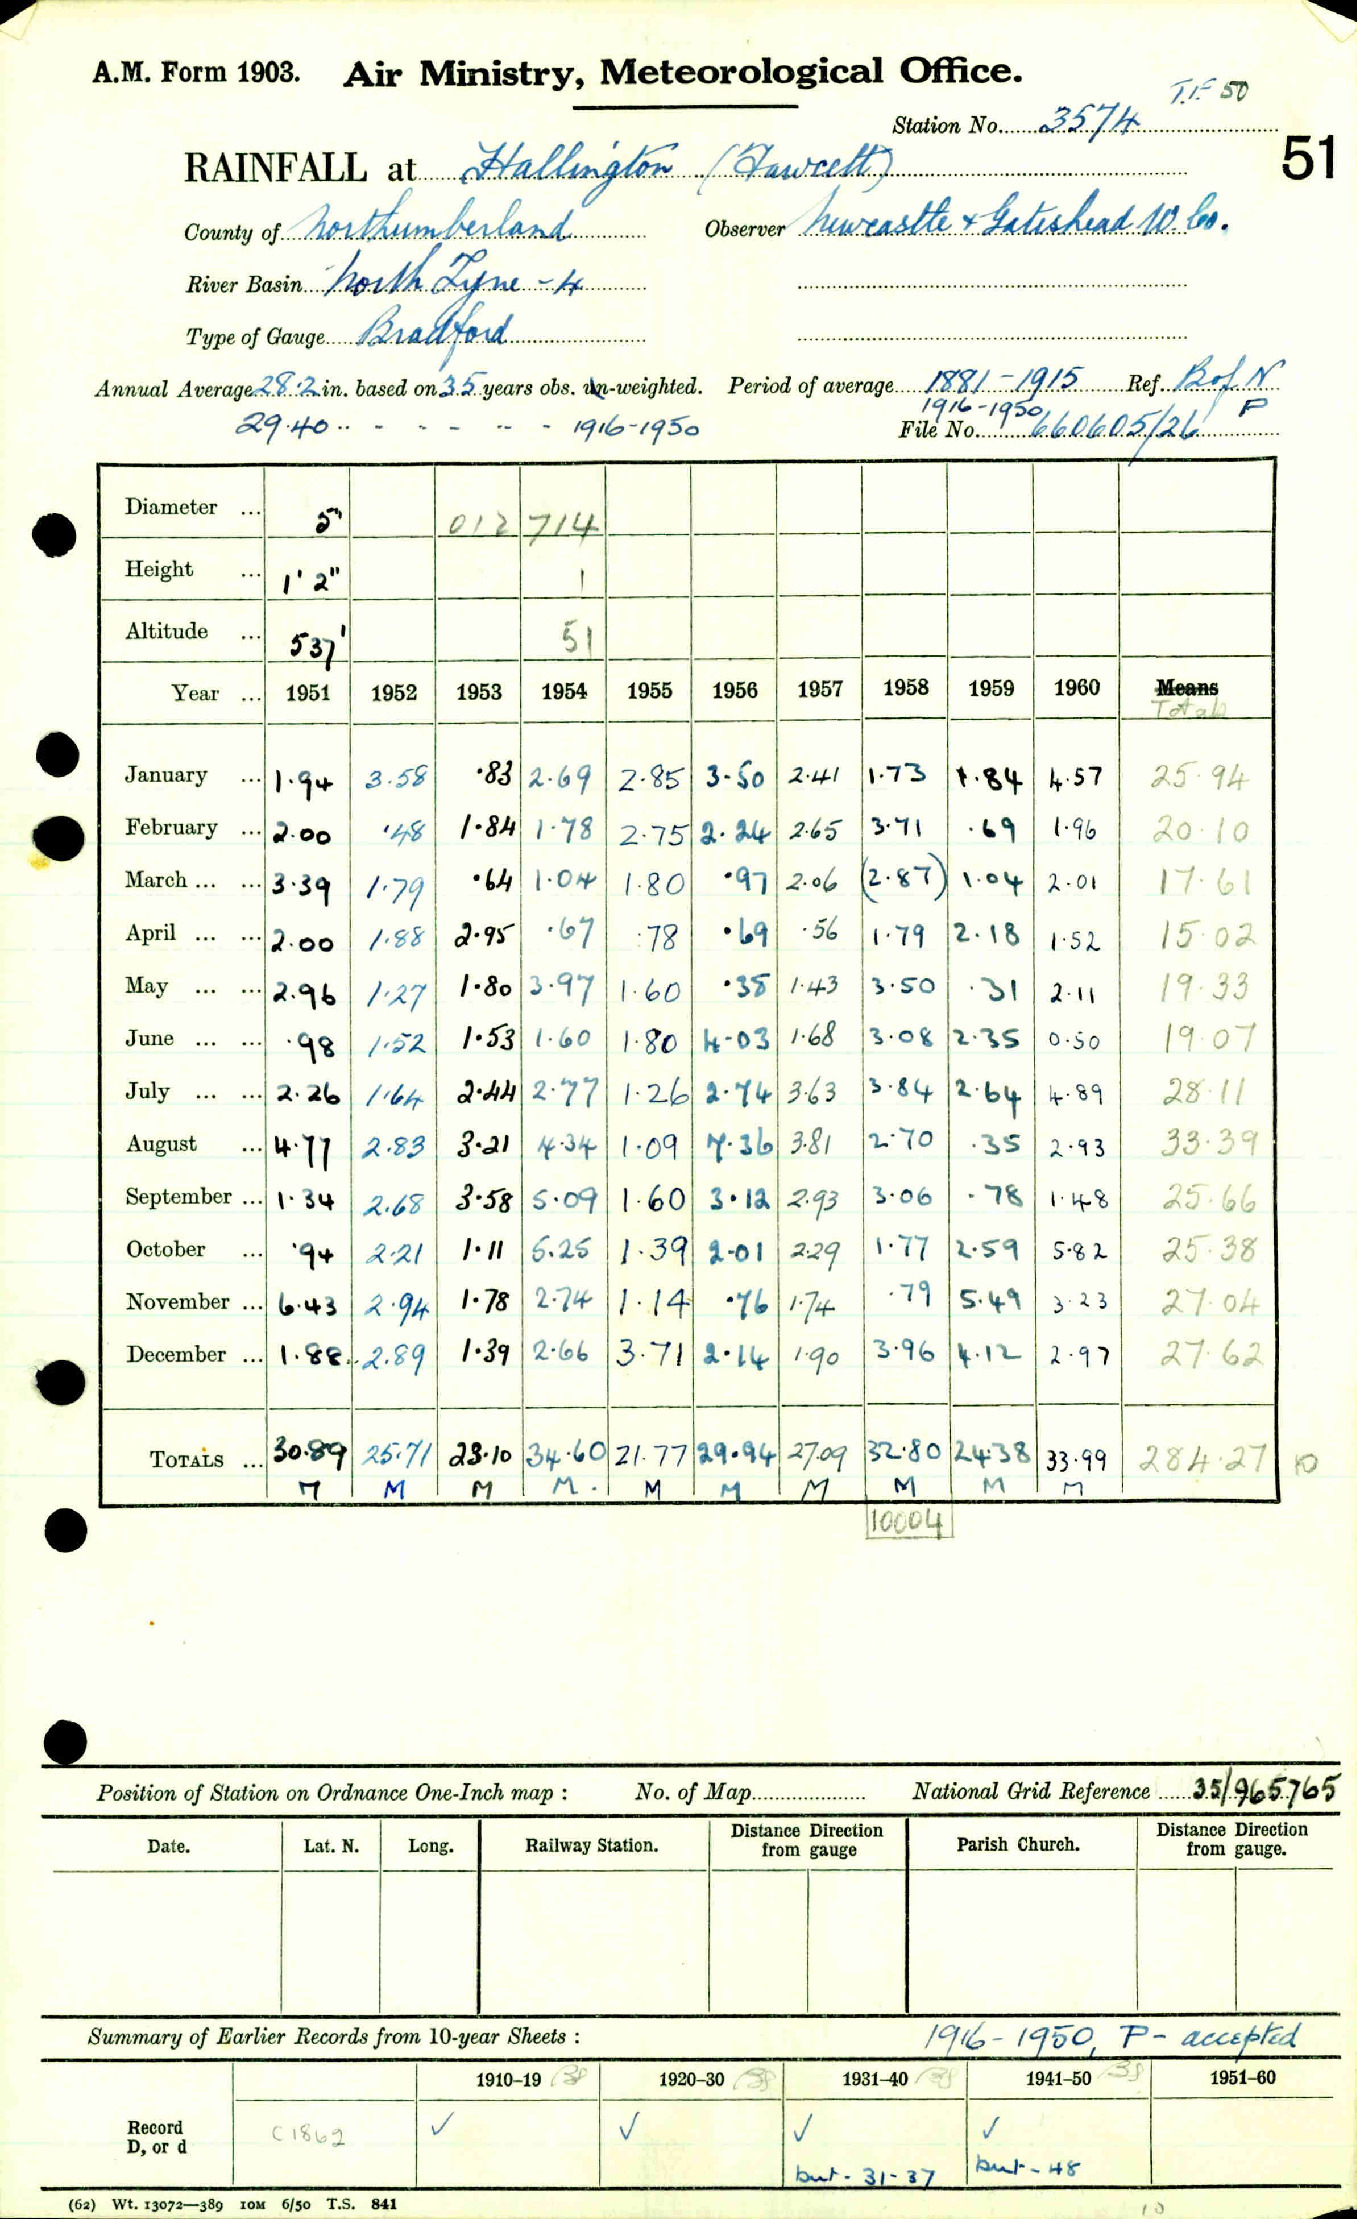 A.M. Form 1903. Air Ministry, Meteorological Office.
T.F 50
Station No. 3574
51
RAINFALL at Hallington (Fawcett)
County of Northumberland Observer Newcastle & Gateshead W. Co.
River Basin North Tyne - 4
Type of Gauge Bradford
Annual Average 28.2 in. based on 35 years obs. un-weighted. Period of average 1881-1915 Ref. B of N
1916-1950 P
29.40 .. - - - .. - 1916-1950 File No. 660605/26
Diameter ... 5" 012 714
Height ... 1' 2" 1
Altitude ... 537' 51
Year ... 1951 1952 1953 1954 1955 1956 1957 1958 1959 1960 Means
Totals
January ... 1.94 3.58 .83 2.69 2.85 3.50 2.41 1.73 1.84 4.57 25.94
February ... 2.00 .48 1.84 1.78 2.75 2.24 2.65 3.71 .69 1.96 20.10
March ... ... 3.39 1.79 .64 1.04 1.80 .97 2.06 (2.87) 1.04 2.01 17.61
April ... ... 2.00 1.88 2.95 .67 .78 .69 .56 1.79 2.18 1.52 15.02
May ... ... 2.96 1.27 1.80 3.97 1.60 .38 1.43 3.50 .31 2.11 19.33
June ... ... .98 1.52 1.53 1.60 1.80 4.03 1.68 3.08 2.35 0.50 19.07
July ... ... 2.26 1.64 2.44 2.77 1.26 2.74 3.63 3.84 2.64 4.89 28.11
August ... 4.77 2.83 3.21 4.34 1.09 7.36 3.81 2.70 .35 2.93 33.39
September ... 1.34 2.68 3.58 5.09 1.60 3.12 2.93 3.06 .78 1.48 25.66
October ... .94 2.21 1.11 5.25 1.39 2.01 2.29 1.77 2.59 5.82 25.38
November ... 6.43 2.94 1.78 2.74 1.14 .76 1.74 .79 5.49 3.23 27.04
December ... 1.88 2.89 1.39 2.66 3.71 2.14 1.90 3.96 4.12 2.97 27.62
TOTALS ... 30.89 25.71 23.10 34.60 21.77 29.94 27.09 32.80 24.38 33.99 284.27 10
M M M M. M M M M M M
10004
Position of Station on Ordnance One-Inch map : No. of Map National Grid Reference 35/965765
Date. Lat. N. Long. Railway Station. Distance Direction from gauge Parish Church. Distance Direction from gauge.
Summary of Earlier Records from 10-year Sheets : 1916-1950, P - accepted
1910-19 1920-30 1931-40 1941-50 1951-60
Record D, or d C1862 ✓ ✓ ✓ ✓
but - 31-37 but - 48
(62) Wt. 13072—389 10M 6/50 T.S. 841
10